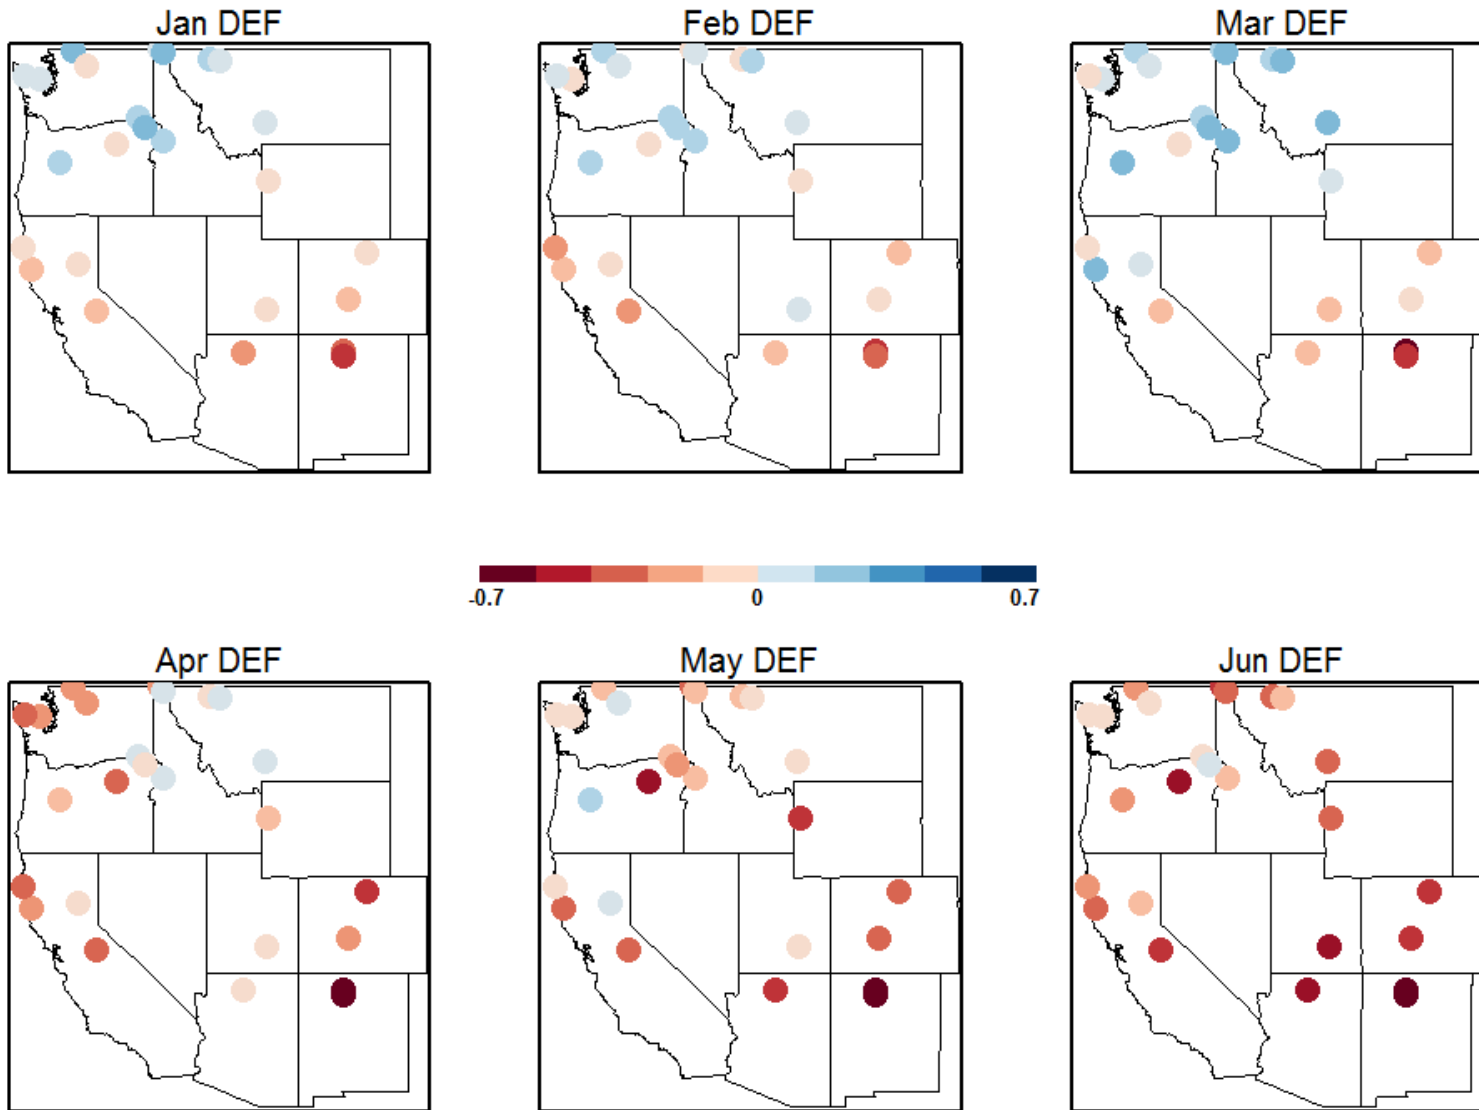 Jan DEF
Feb DEF
Mar DEF
-0.7
0
0.7
Apr DEF
May DEF
Jun DEF